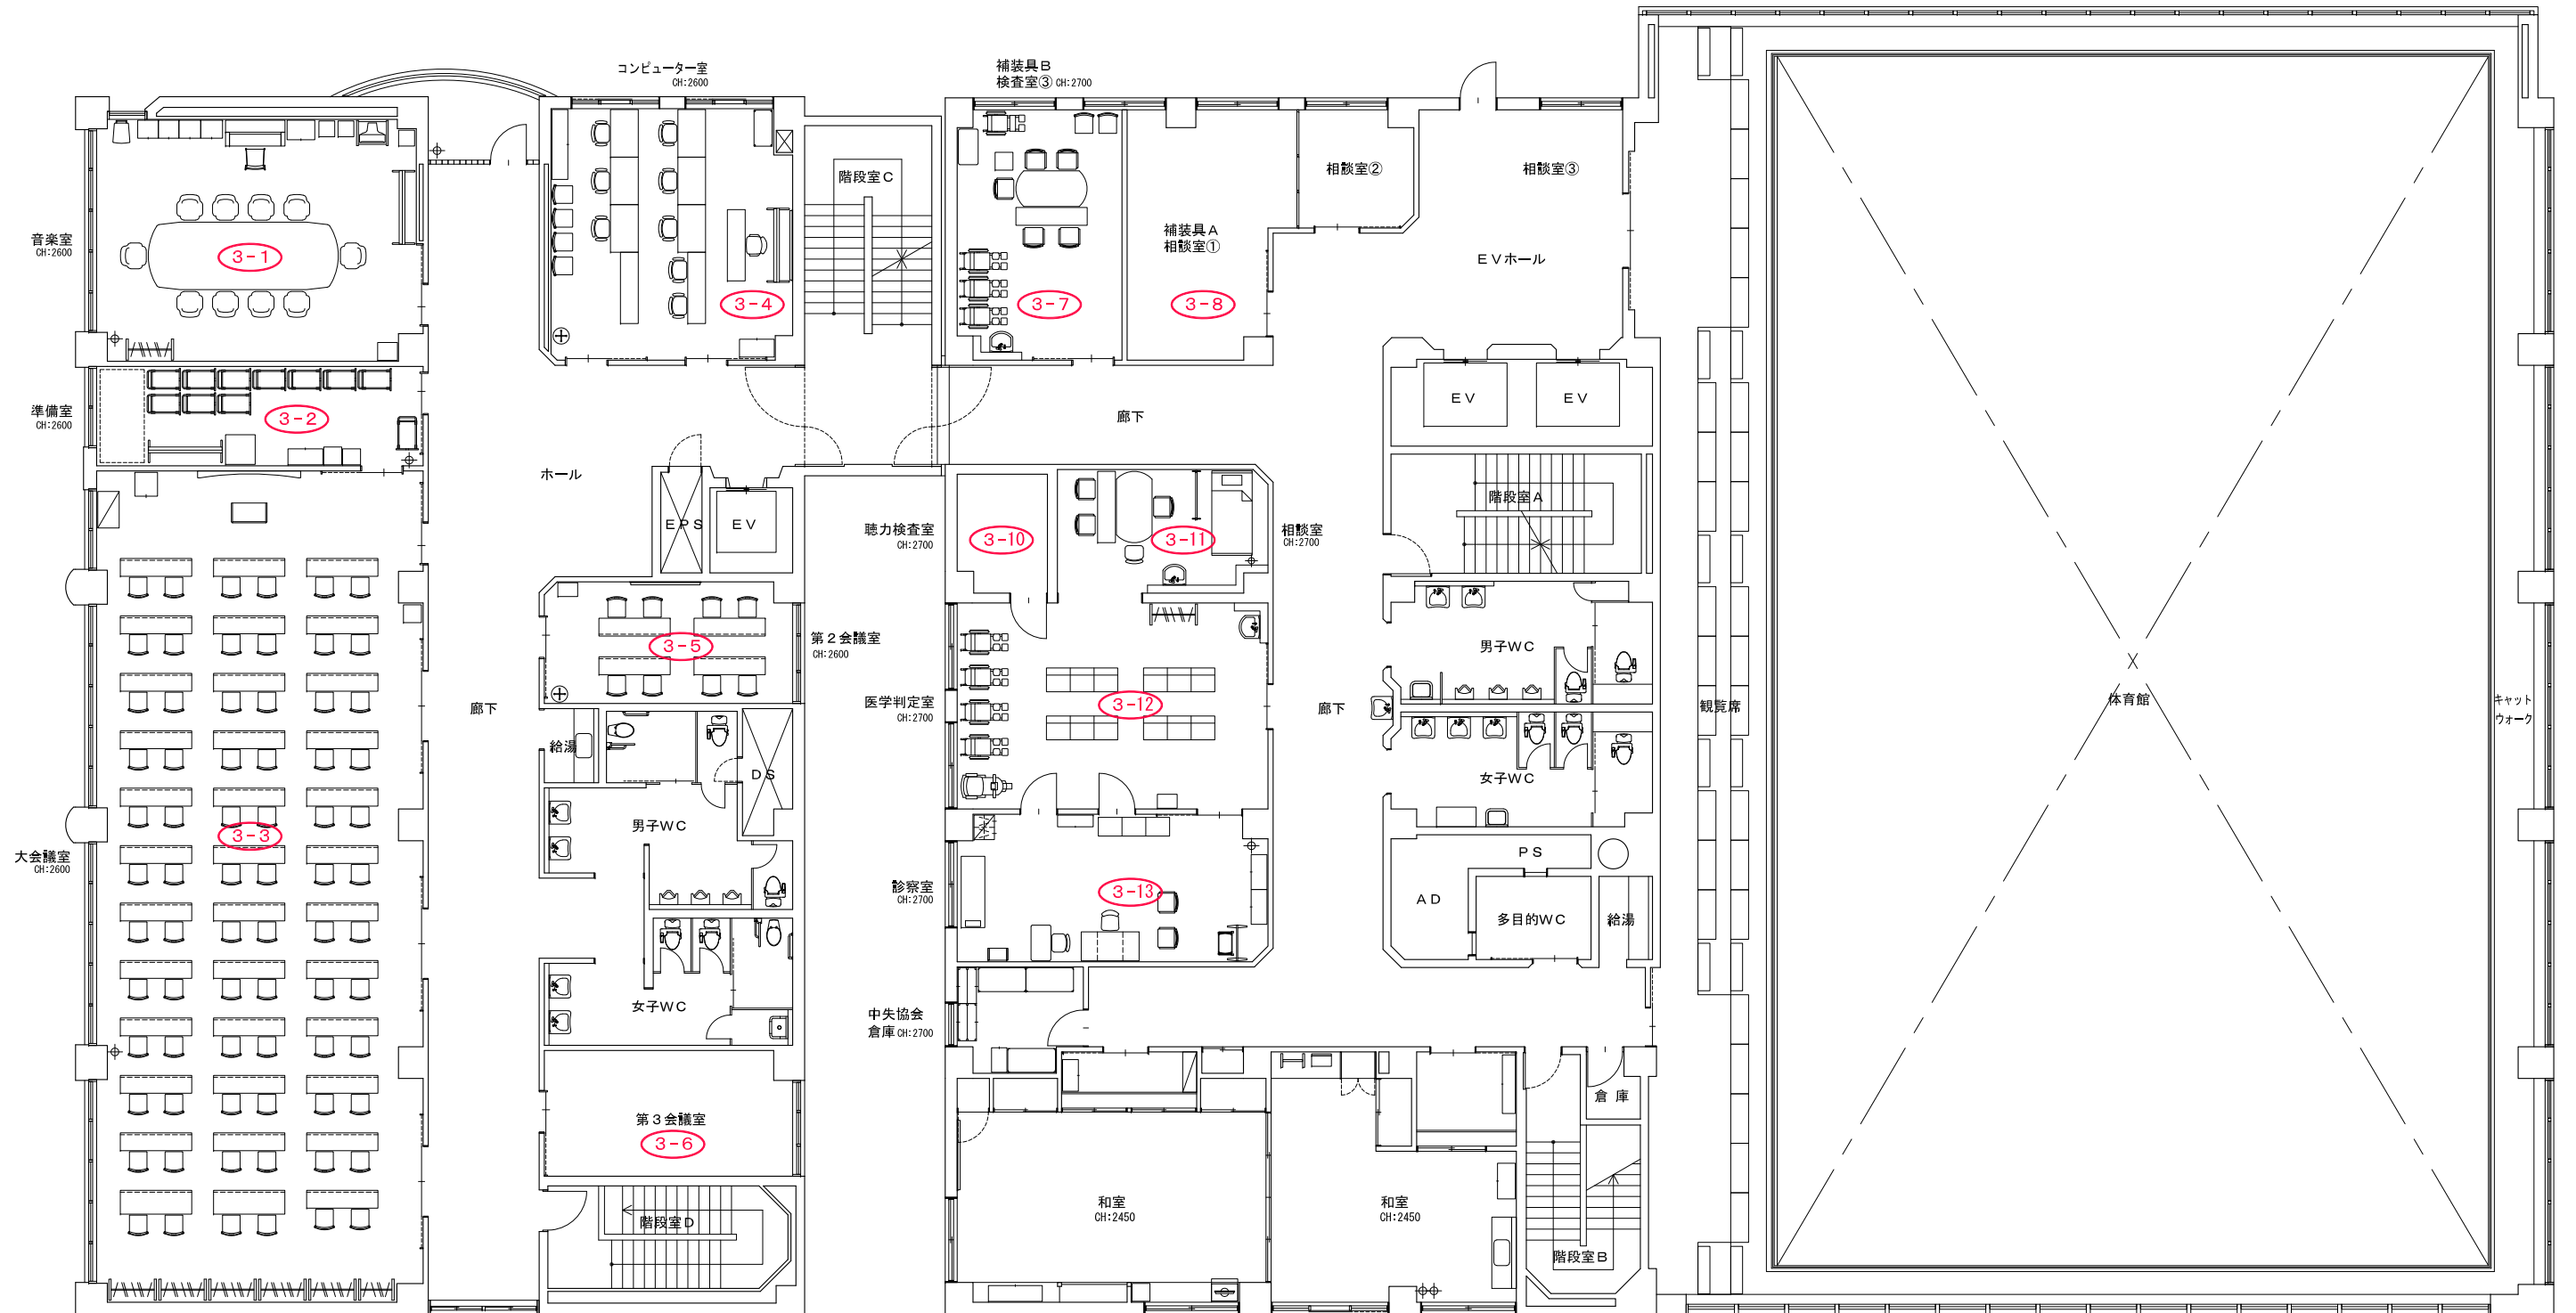 コンピューター室
CH:2600
補装具B
検査室③ CH:2700
階段室C
相談室②
相談室③
音楽室
CH:2600
3-1
補装具A
相談室①
EVホール
3-4
3-7
3-8
準備室
CH:2600
3-2
廊下
EV
EV
ホール
EPS
EV
聴力検査室
CH:2700
3-10
3-11
相談室
CH:2700
階段室A
3-5
第2会議室
CH:2600
男子WC
廊下
医学判定室
CH:2700
3-12
廊下
観覧席
体育館
キャット
ウォーク
給湯
DS
女子WC
男子WC
大会議室
CH:2600
3-3
PS
診察室
CH:2700
3-13
AD
多目的WC
給湯
女子WC
中失協会
倉庫 CH:2700
第3会議室
3-6
倉庫
階段室D
和室
CH:2450
和室
CH:2450
階段室B